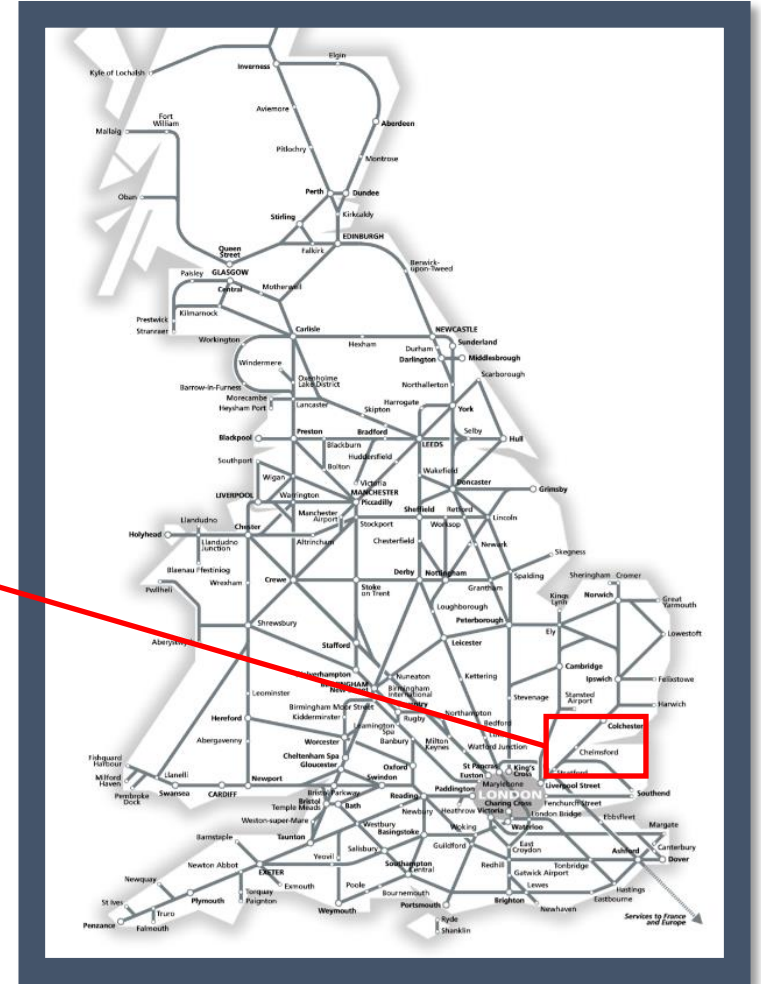 Elgin
Inverness
Kyle of Lochalsh
Aviemore
Fort
William
Aberdeen
Mallaig
Pitlochry
Montrose
Perth
Dundee
Oban
Stirling
Kirkcaldy
EDINBURGH
Queen
Street
Falkirk
Berwick-
upon-Tweed
Paisley
GLASGOW
Central
Motherwell
Prestwick
Kilmarnock
Stranraer
Carlisle
NEWCASTLE
Workington
Hexham
Sunderland
Durham
Darlington
Middlesbrough
Windermere
Scarborough
Oxenholme
Lake District
Barrow-in-Furness
Northallerton
Morecambe
Heysham Port
Lancaster
Harrogate
Skipton
York
Blackpool
Preston
Bradford
Selby
Hull
Blackburn
LEEDS
Huddersfield
Southport
Bolton
Wakefield
Wigan
Victoria
Doncaster
MANCHESTER
Piccadilly
LIVERPOOL
Warrington
Grimsby
Manchester
Airport
Sheffield
Retford
Llandudno
Stockport
Worksop
Lincoln
Holyhead
Chester
Llandudno
Junction
Altrincham
Chesterfield
Newark
Skegness
Blaenau Ffestiniog
Wrexham
Crewe
Stoke
on Trent
Derby
Nottingham
Grantham
Spalding
Sheringham
Cromer
Pwllheli
Kings
Lynn
Norwich
Great
Yarmouth
Loughborough
Peterborough
Shrewsbury
Ely
Lowestoft
Stafford
Leicester
Cambridge
Nuneaton
Kettering
Ipswich
Felixstowe
Birmingham
International
Stansted
Airport
Leominster
Stevenage
Birmingham Moor Street
Northampton
Harwich
Hereford
Kidderminster
Rugby
Bedford
Leamington
Spa
Colchester
Abergavenny
Worcester
Banbury
Milton
Keynes
Watford Junction
Chelmsford
Cheltenham Spa
Gloucester
Oxford
St Pancras
King's
Cross
Fishguard
Harbour
Euston
Milford
Haven
Llanelli
Newport
Swindon
Marylebone
Liverpool Street
Pembroke
Dock
Swansea
CARDIFF
Bristol Parkway
Paddington
LONDON
Southend
Reading
Bristol
Temple Meads
Bath
Charing Cross
Fenchurch Street
Newbury
Heathrow
Victoria
London Bridge
Ebbsfleet
Weston-super-Mare
Westbury
Waterloo
Margate
Barnstaple
Taunton
Basingstoke
Woking
East
Croydon
Canterbury
Guildford
Ashford
Dover
Newton Abbot
Yeovil
Salisbury
Redhill
Tonbridge
Southampton
Central
Gatwick Airport
EXETER
Newquay
Exmouth
Poole
Lewes
Hastings
St Ives
Torquay
Bournemouth
Eastbourne
Plymouth
Paignton
Portsmouth
Brighton
Newhaven
Truro
Weymouth
Penzance
Falmouth
Ryde
Services to France
and Europe
Shanklin